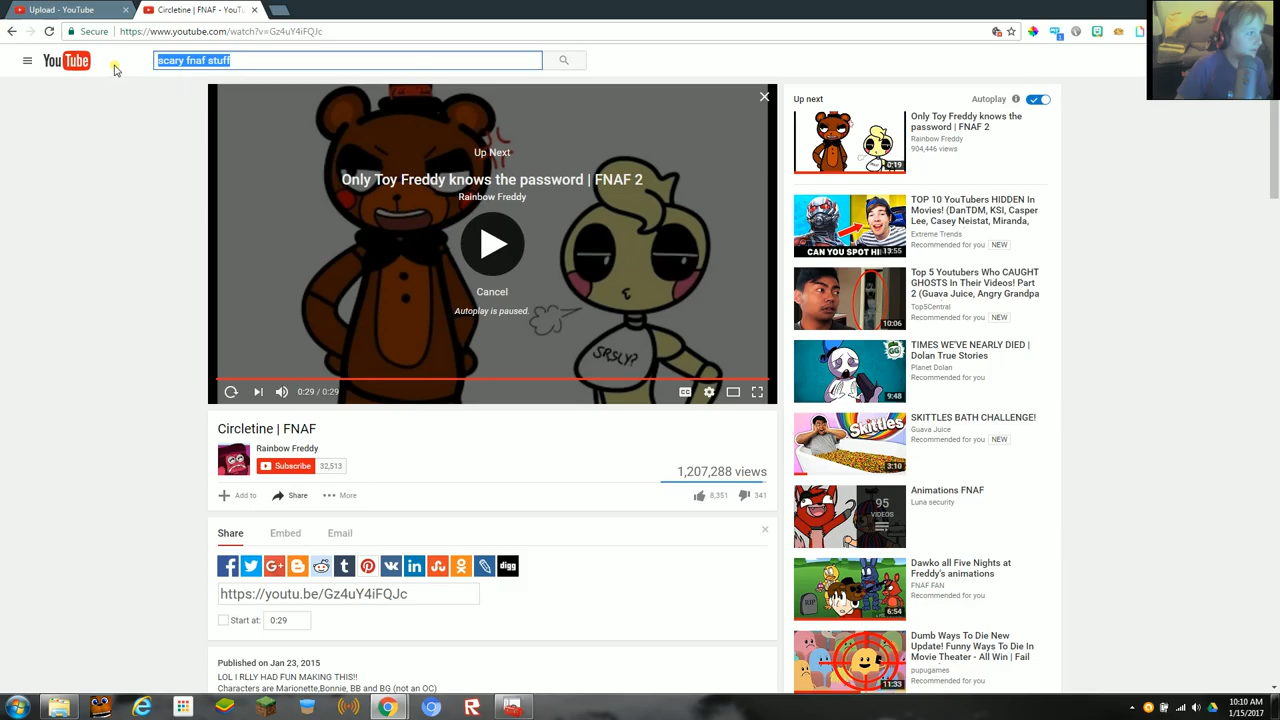 Upload - YouTube
Circletine | FNAF - YouT
Secure
https://www.youtube.com/watch?v=Gz4uY4iFQJc
YouTube
scary fnaf stuff
Up Next
Only Toy Freddy knows the password | FNAF 2
Rainbow Freddy
Cancel
Autoplay is paused.
SRSLY?
0:29 / 0:29
CC
Circletine | FNAF
Rainbow Freddy
Subscribe 32,513
1,207,288 views
Add to Share More
8,351 341
Share Embed Email
digg
https://youtu.be/Gz4uY4iFQJc
Start at: 0:29
Published on Jan 23, 2015
LOL I RLLY HAD FUN MAKING THIS!!
Characters are Marionette,Bonnie, BB and BG (not an OC)
Up next Autoplay
Only Toy Freddy knows the
password | FNAF 2
Rainbow Freddy
904,446 views
0:19
TOP 10 YouTubers HIDDEN In
Movies! (DanTDM, KSI, Casper
Lee, Casey Neistat, Miranda,
Extreme Trends
Recommended for you NEW
13:55
Top 5 Youtubers Who CAUGHT
GHOSTS In Their Videos! Part
2 (Guava Juice, Angry Grandpa
Top5Central
Recommended for you NEW
10:06
TIMES WE'VE NEARLY DIED |
Dolan True Stories
Planet Dolan
Recommended for you
9:48
SKITTLES BATH CHALLENGE!
Guava Juice
Recommended for you NEW
Skittles
3:10
Animations FNAF
Luna security
95
VIDEOS
Dawko all Five Nights at
Freddy's animations
FNAF FAN
Recommended for you
RIP
6:54
Dumb Ways To Die New
Update! Funny Ways To Die In
Movie Theater - All Win | Fail
pupugames
Recommended for you
11:33
10:10 AM
1/15/2017